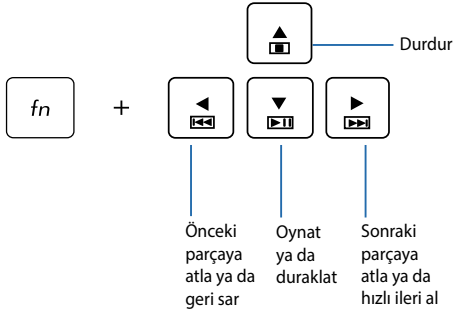 Durdur
fn
+
Önceki
parçaya
atla ya da
geri sar
Oynat
ya da
duraklat
Sonraki
parçaya
atla ya da
hızlı ileri al